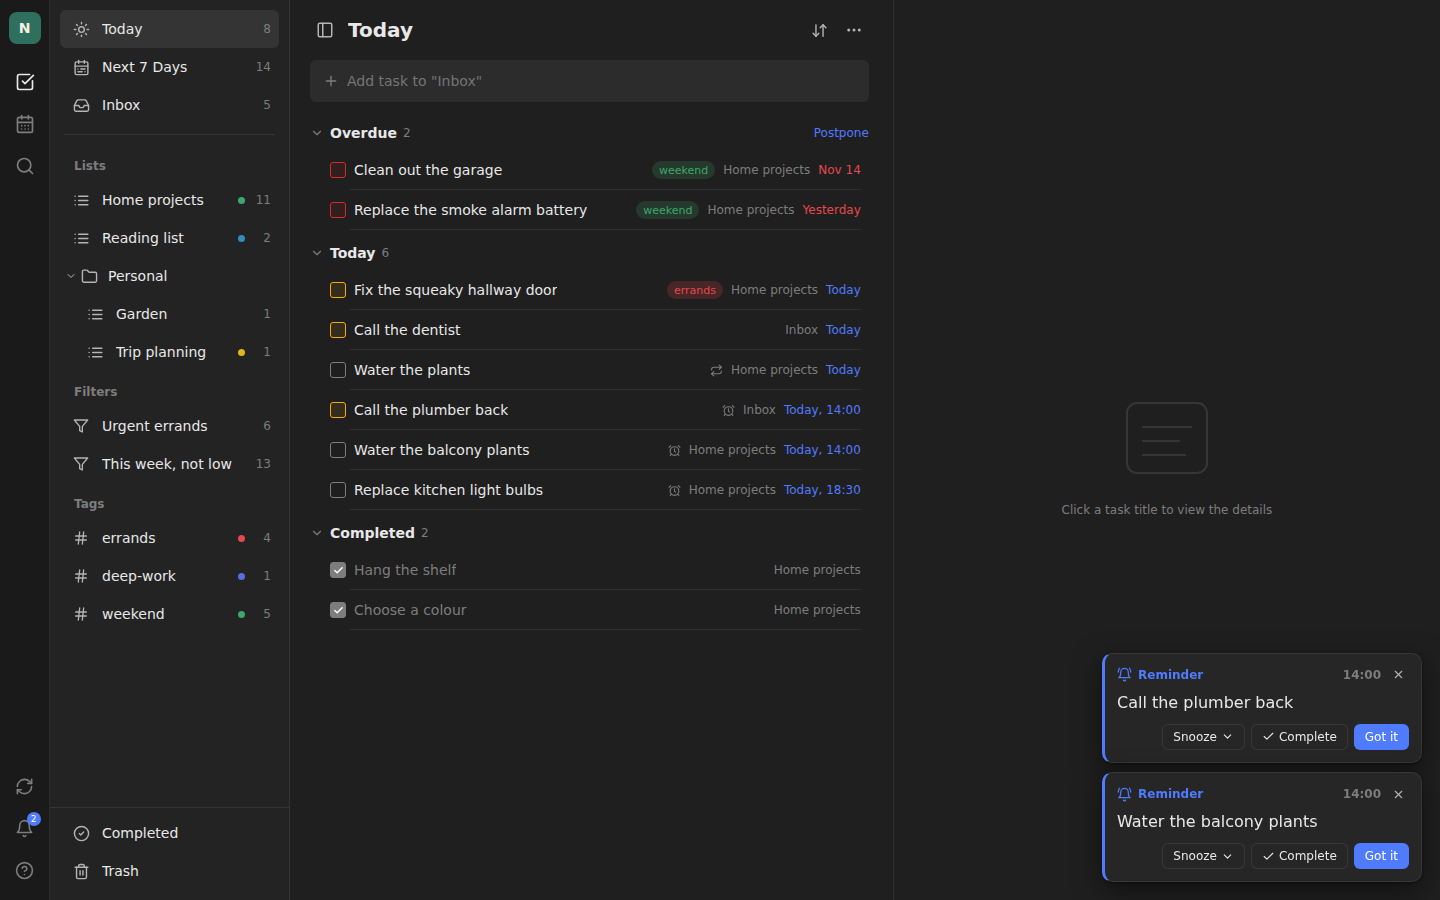 N
Today 8
Next 7 Days 14
Inbox 5
Lists
Home projects 11
Reading list 2
Personal
Garden 1
Trip planning 1
Filters
Urgent errands 6
This week, not low 13
Tags
errands 4
deep-work 1
weekend 5
2
Completed
Trash
Today
Add task to "Inbox"
Overdue 2 Postpone
Clean out the garage weekend Home projects Nov 14
Replace the smoke alarm battery weekend Home projects Yesterday
Today 6
Fix the squeaky hallway door errands Home projects Today
Call the dentist Inbox Today
Water the plants Home projects Today
Call the plumber back Inbox Today, 14:00
Water the balcony plants Home projects Today, 14:00
Replace kitchen light bulbs Home projects Today, 18:30
Completed 2
Hang the shelf Home projects
Choose a colour Home projects
Click a task title to view the details
Reminder 14:00
Call the plumber back
Snooze Complete Got it
Reminder 14:00
Water the balcony plants
Snooze Complete Got it